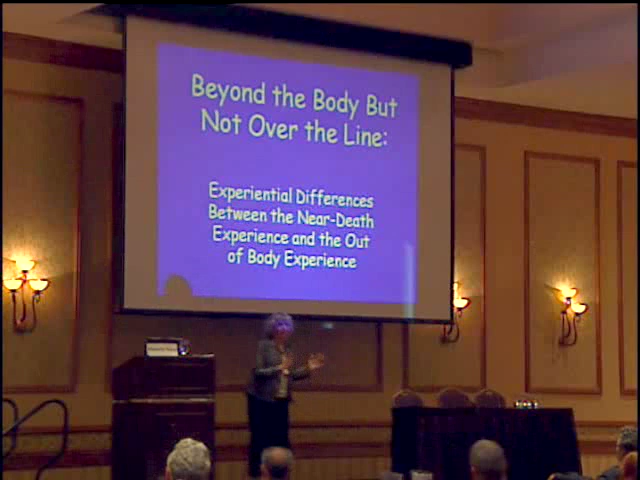 Beyond the Body But
Not Over the Line:
Experiential Differences
Between the Near-Death
Experience and the Out
of Body Experience